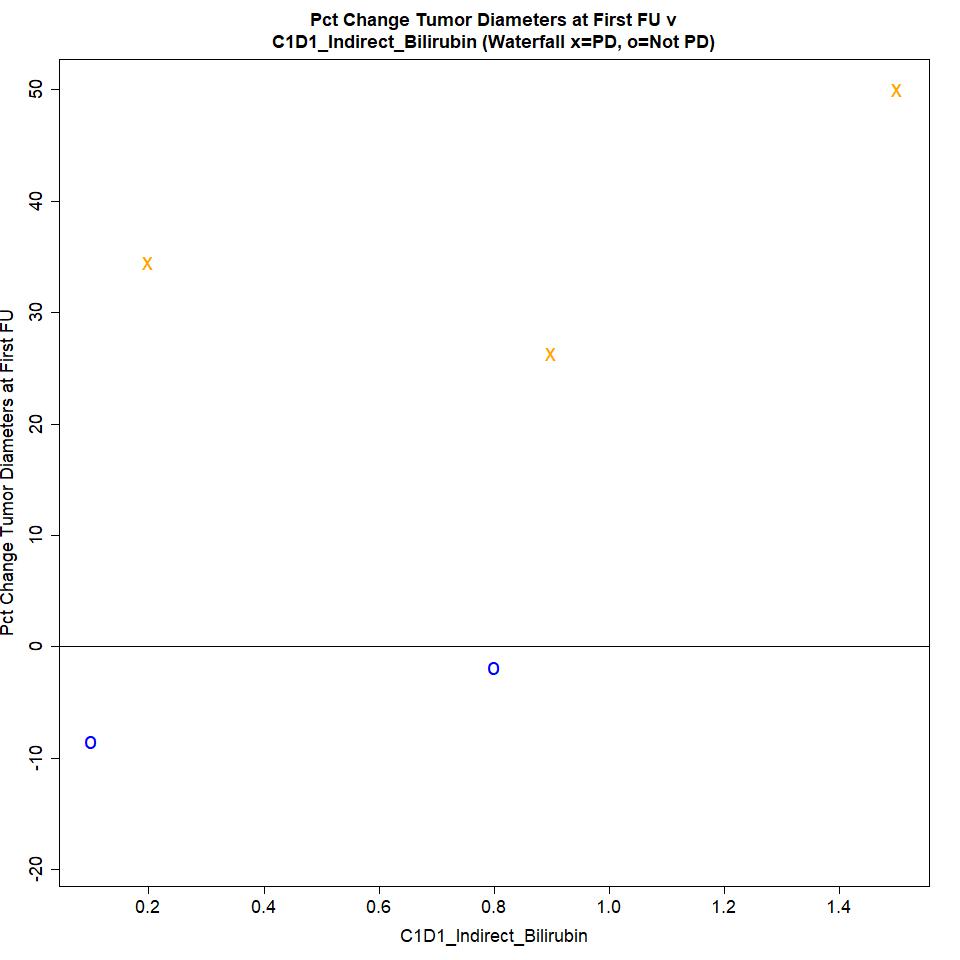 Pct Change Tumor Diameters at First FU v
C1D1_Indirect_Bilirubin (Waterfall x=PD, o=Not PD)
Pct Change Tumor Diameters at First FU
50
40
30
20
10
0
-10
-20
X
X
X
O
O
0.2
0.4
0.6
0.8
1.0
1.2
1.4
C1D1_Indirect_Bilirubin